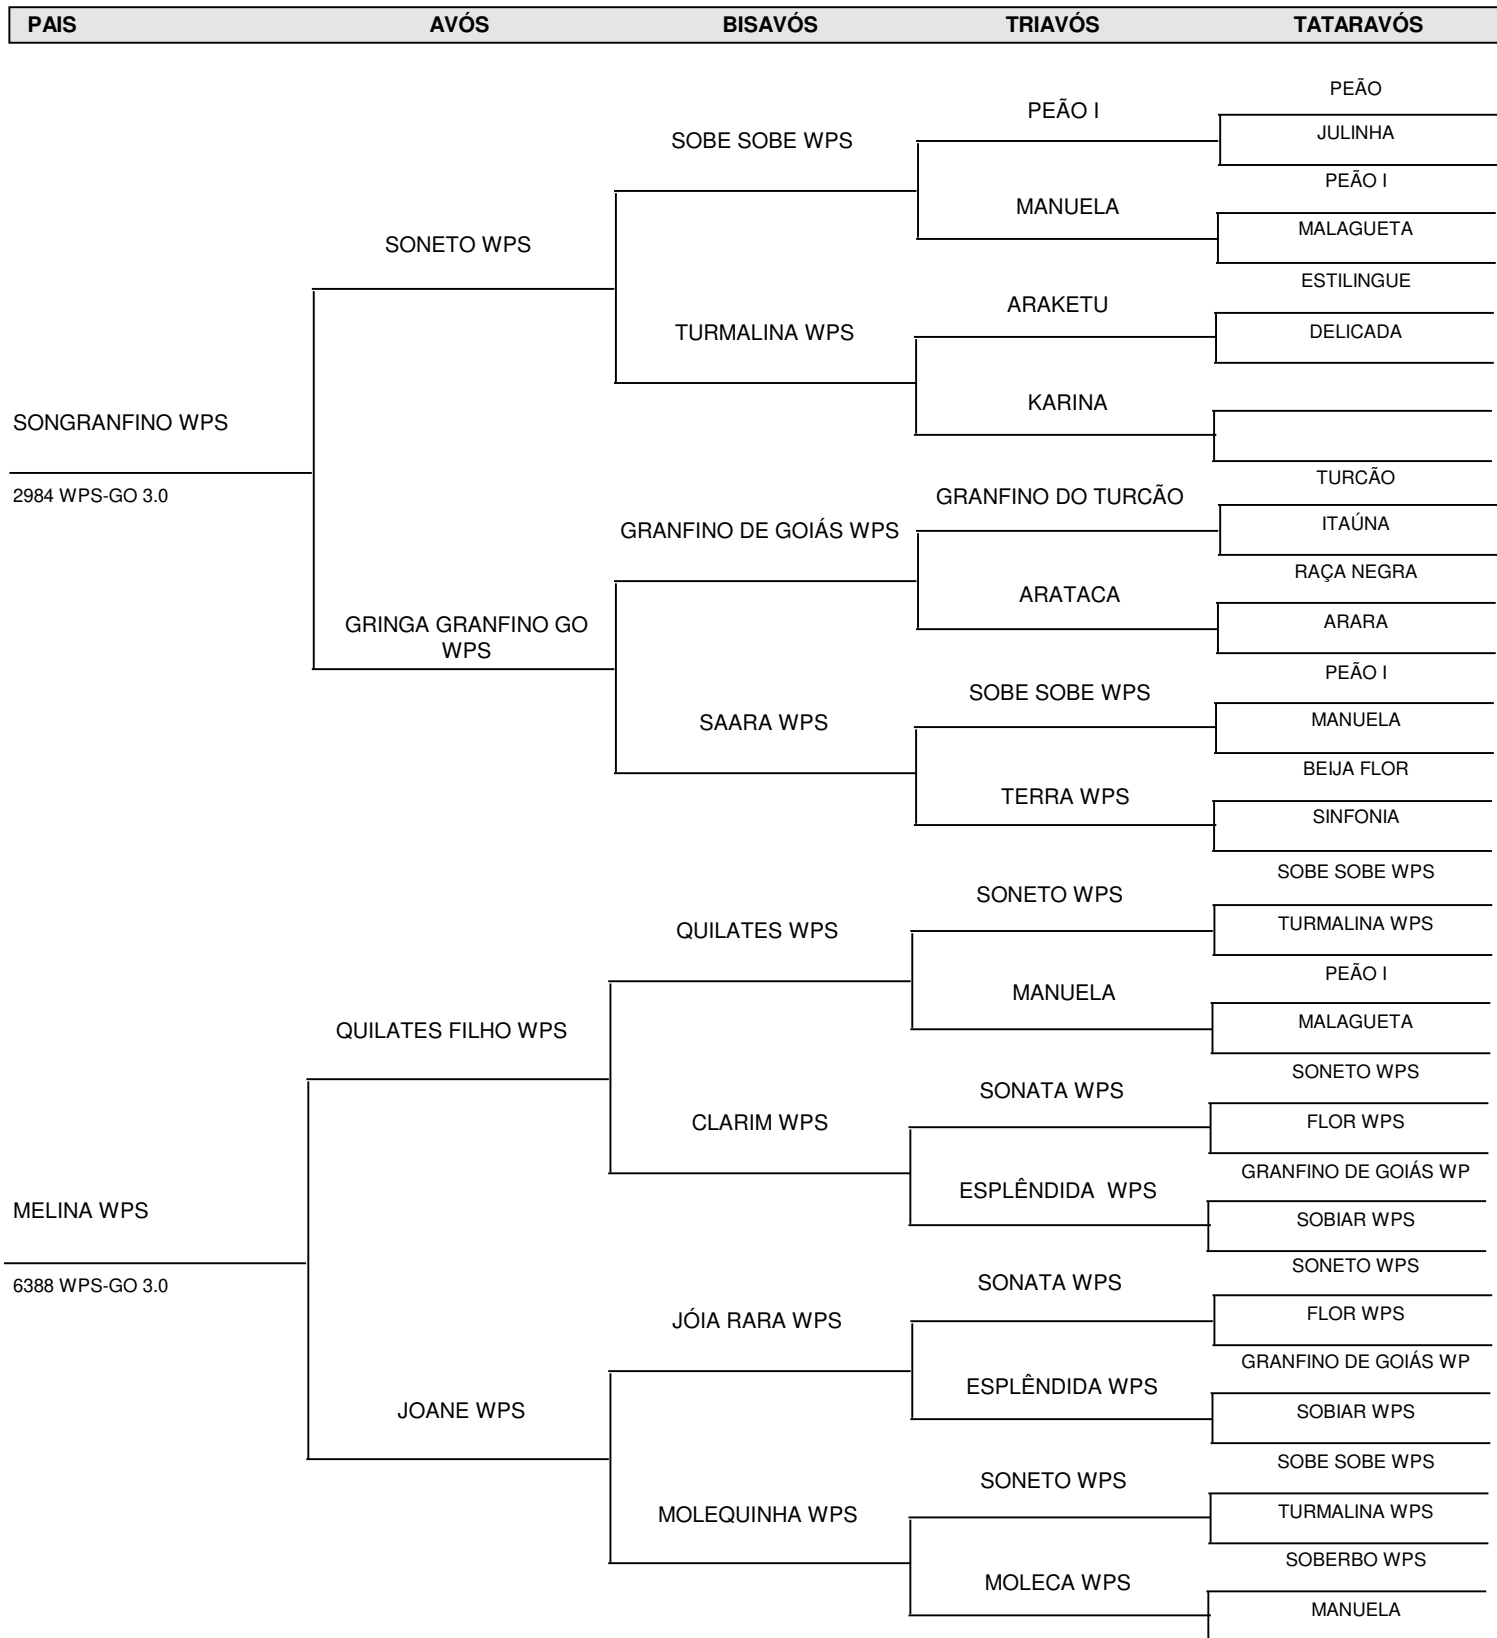 PAIS AVÓS BISAVÓS TRIAVÓS TATARAVÓS
PEÃO
PEÃO I
JULINHA
SOBE SOBE WPS
PEÃO I
MANUELA
MALAGUETA
SONETO WPS
ESTILINGUE
ARAKETU
DELICADA
TURMALINA WPS
KARINA
SONGRANFINO WPS
TURCÃO
2984 WPS-GO 3.0
GRANFINO DO TURCÃO
ITAÚNA
GRANFINO DE GOIÁS WPS
RAÇA NEGRA
ARATACA
ARARA
GRINGA GRANFINO GO
WPS
PEÃO I
SOBE SOBE WPS
MANUELA
SAARA WPS
BEIJA FLOR
TERRA WPS
SINFONIA
SOBE SOBE WPS
SONETO WPS
TURMALINA WPS
QUILATES WPS
PEÃO I
MANUELA
MALAGUETA
QUILATES FILHO WPS
SONETO WPS
SONATA WPS
FLOR WPS
CLARIM WPS
GRANFINO DE GOIÁS WP
ESPLÊNDIDA  WPS
MELINA WPS
SOBIAR WPS
SONETO WPS
6388 WPS-GO 3.0
SONATA WPS
FLOR WPS
JÓIA RARA WPS
GRANFINO DE GOIÁS WP
ESPLÊNDIDA WPS
JOANE WPS
SOBIAR WPS
SOBE SOBE WPS
SONETO WPS
TURMALINA WPS
MOLEQUINHA WPS
SOBERBO WPS
MOLECA WPS
MANUELA